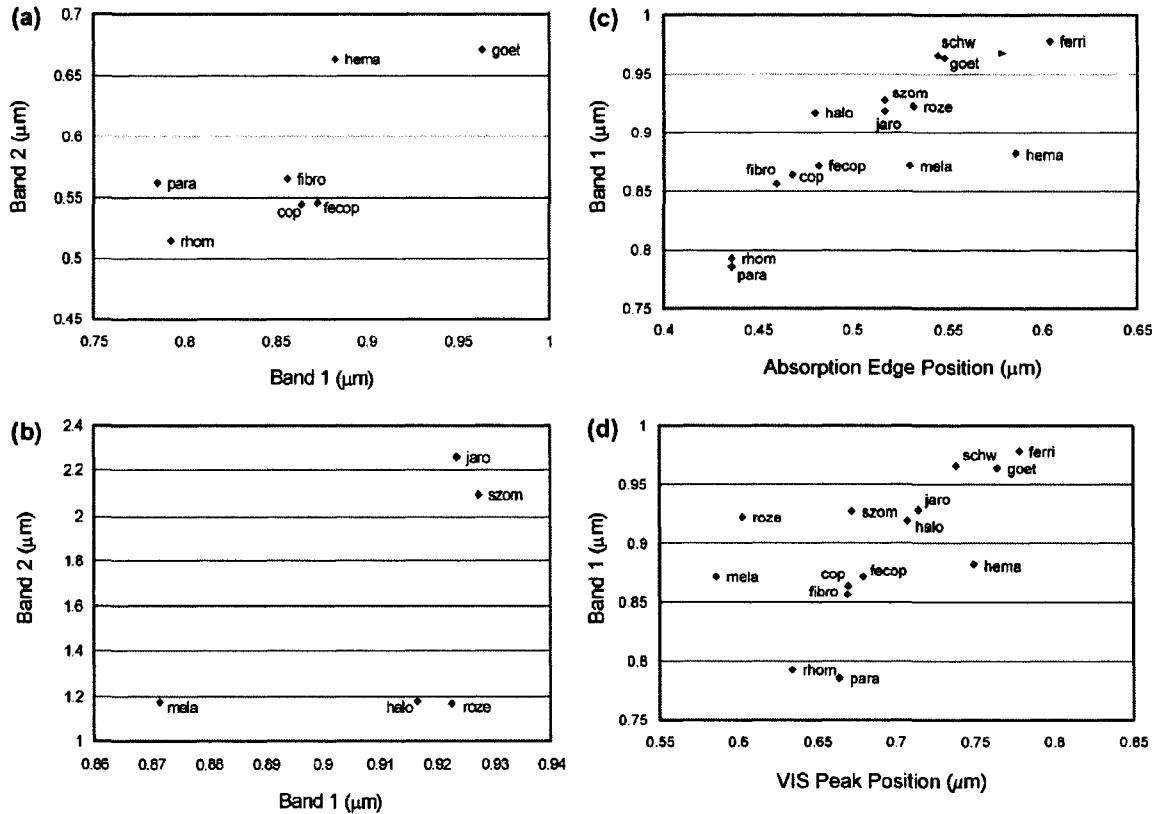 (a)
0.7
0.65
0.6
0.55
0.5
0.45
Band 2 (µm)
hema
goet
para
fibro
cop
fecop
rhom
0.75
0.8
0.85
0.9
0.95
1
Band 1 (µm)
(c)
1
0.95
0.9
0.85
0.8
0.75
Band 1 (µm)
schw
goet
ferri
szom
halo
roze
jaro
fibro
cop
fecop
mela
hema
rhom
para
0.4
0.45
0.5
0.55
0.6
0.65
Absorption Edge Position (µm)
(b)
2.4
2.2
2
1.8
1.6
1.4
1.2
1
Band 2 (µm)
jaro
szom
mela
halo
roze
0.86
0.87
0.88
0.89
0.9
0.91
0.92
0.93
0.94
Band 1 (µm)
(d)
1
0.95
0.9
0.85
0.8
0.75
Band 1 (µm)
schw
ferri
goet
roze
szom
jaro
halo
mela
cop
fecop
fibro
hema
rhom
para
0.55
0.6
0.65
0.7
0.75
0.8
0.85
VIS Peak Position (µm)